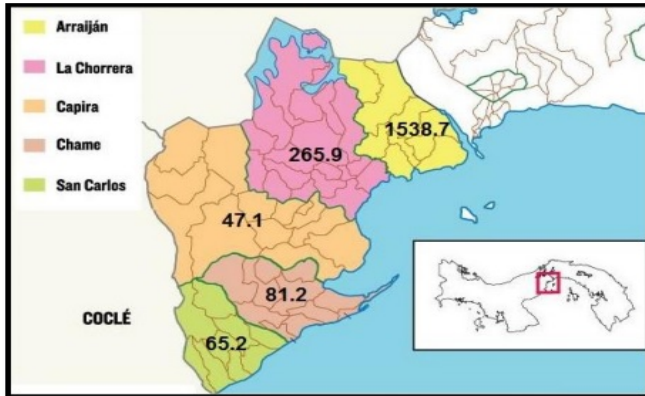 Arraiján
La Chorrera
Capira
Chame
San Carlos
1538.7
265.9
47.1
81.2
65.2
COCLÉ